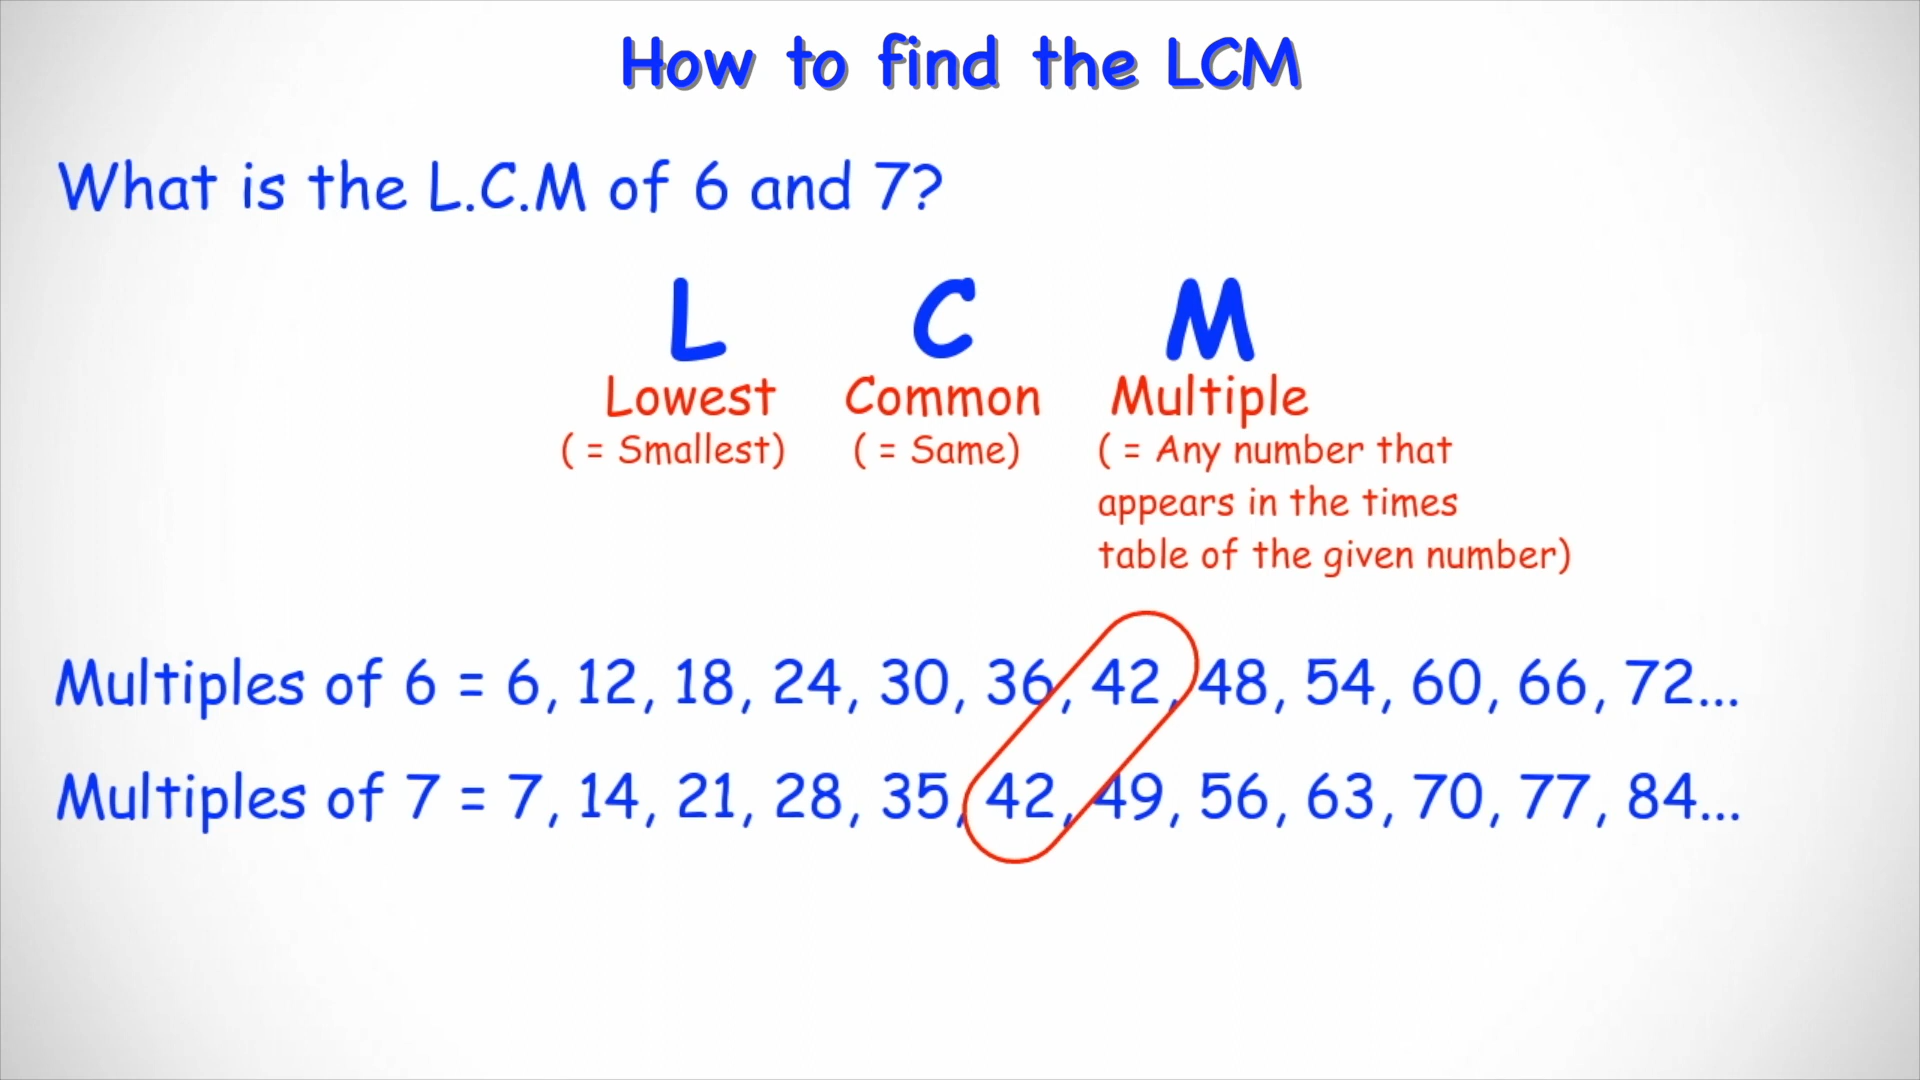 How to find the LCM
What is the L.C.M of 6 and 7?
L C M
Lowest Common Multiple
( = Smallest) ( = Same) ( = Any number that
appears in the times
table of the given number)
Multiples of 6 = 6, 12, 18, 24, 30, 36, 42, 48, 54, 60, 66, 72...
Multiples of 7 = 7, 14, 21, 28, 35, 42, 49, 56, 63, 70, 77, 84...